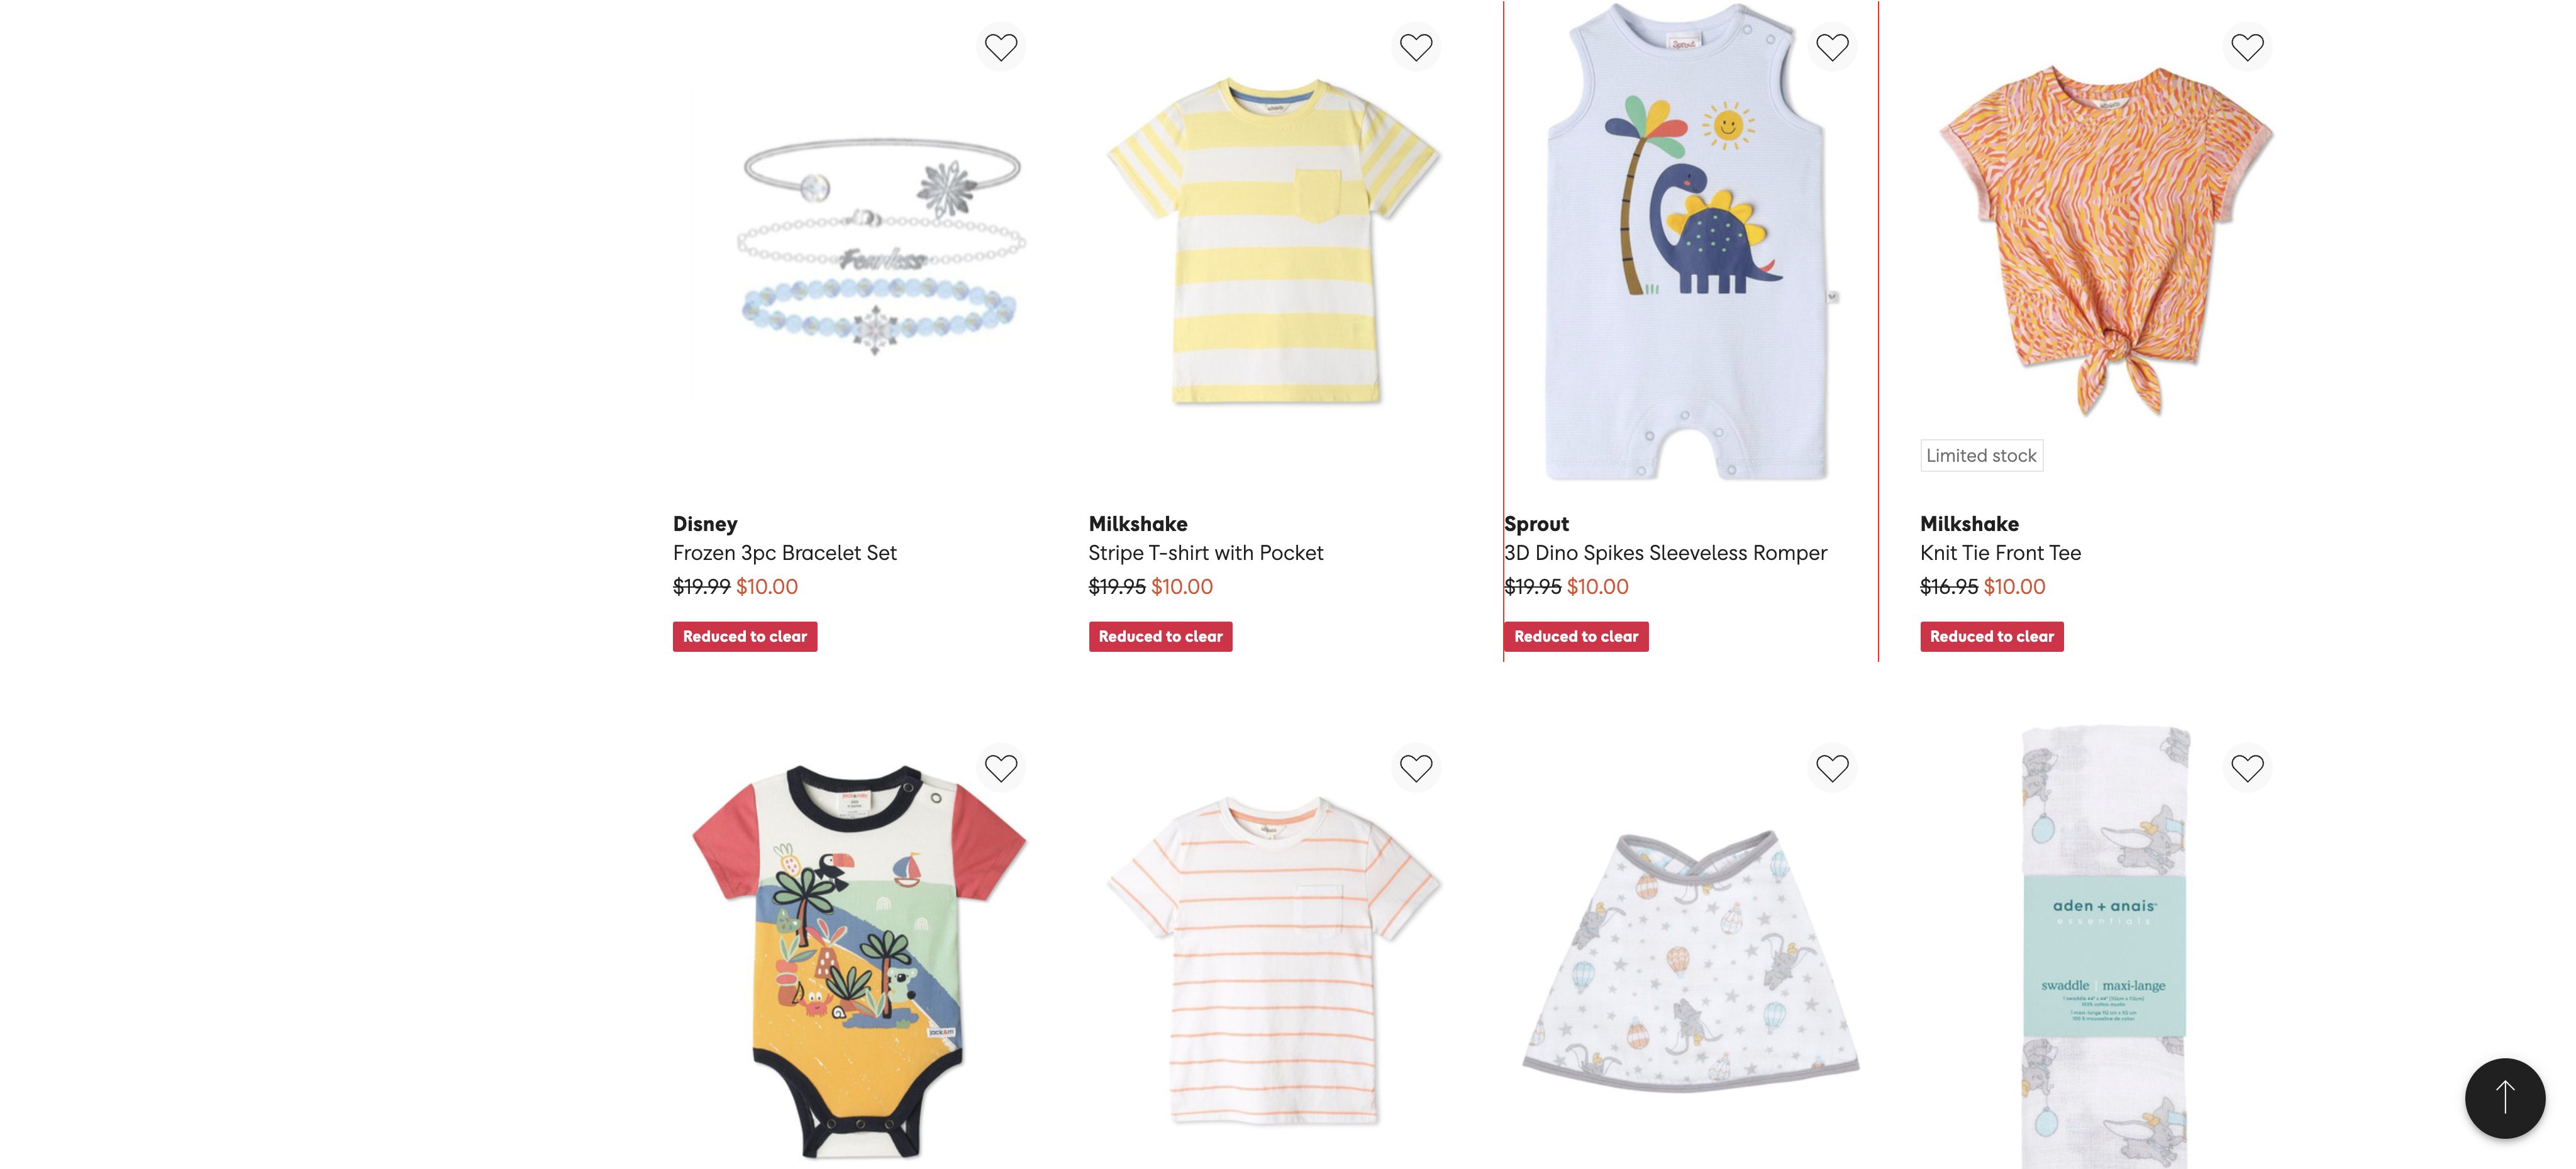 Sprout
Fearless
Limited stock
Disney
Frozen 3pc Bracelet Set
$19.99 $10.00
Reduced to clear
Milkshake
Stripe T-shirt with Pocket
$19.95 $10.00
Reduced to clear
Sprout
3D Dino Spikes Sleeveless Romper
$19.95 $10.00
Reduced to clear
Milkshake
Knit Tie Front Tee
$16.95 $10.00
Reduced to clear
aden + anais
essentials
swaddle | maxi-lange